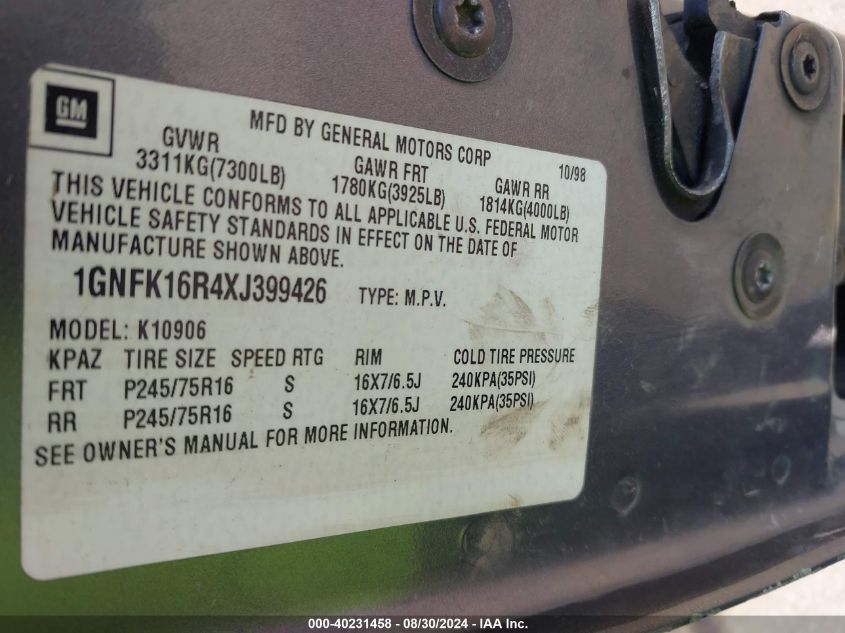 GM
MFD BY GENERAL MOTORS CORP 10/98
GVWR GAWR FRT GAWR RR
3311KG(7300LB) 1780KG(3925LB) 1814KG(4000LB)
THIS VEHICLE CONFORMS TO ALL APPLICABLE U.S. FEDERAL MOTOR
VEHICLE SAFETY STANDARDS IN EFFECT ON THE DATE OF
MANUFACTURE SHOWN ABOVE.
1GNFK16R4XJ399426 TYPE: M.P.V.
MODEL: K10906
KPAZ TIRE SIZE SPEED RTG RIM COLD TIRE PRESSURE
FRT P245/75R16 S 16X7/6.5J 240KPA(35PSI)
RR P245/75R16 S 16X7/6.5J 240KPA(35PSI)
SEE OWNER'S MANUAL FOR MORE INFORMATION.
000-40231458 - 08/30/2024 - IAA Inc.